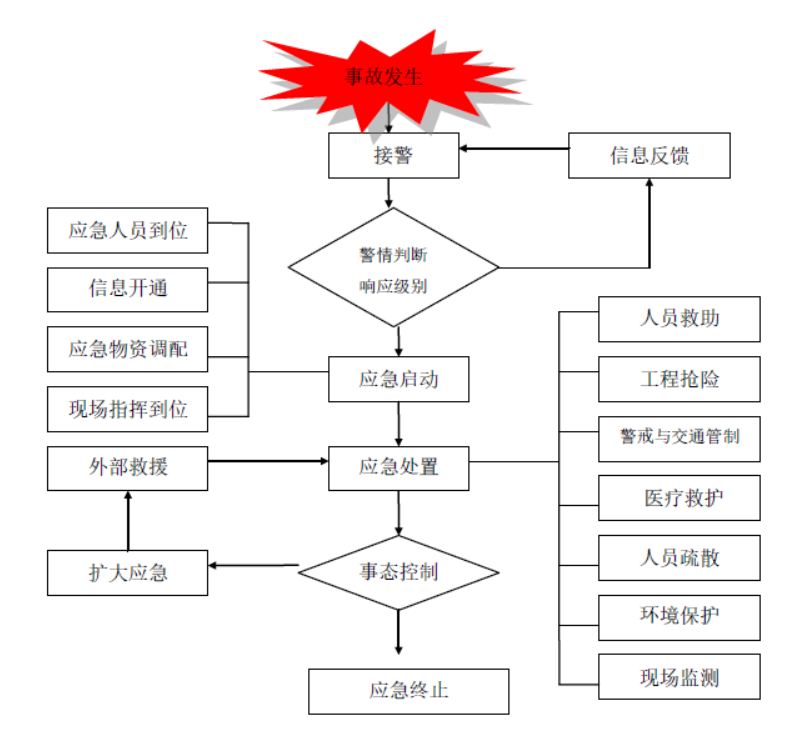 事故发生
接警
信息反馈
应急人员到位
警情判断
响应级别
信息开通
人员救助
应急物资调配
应急启动
工程抢险
现场指挥到位
警戒与交通管制
外部救援
应急处置
医疗救护
扩大应急
事态控制
人员疏散
环境保护
应急终止
现场监测